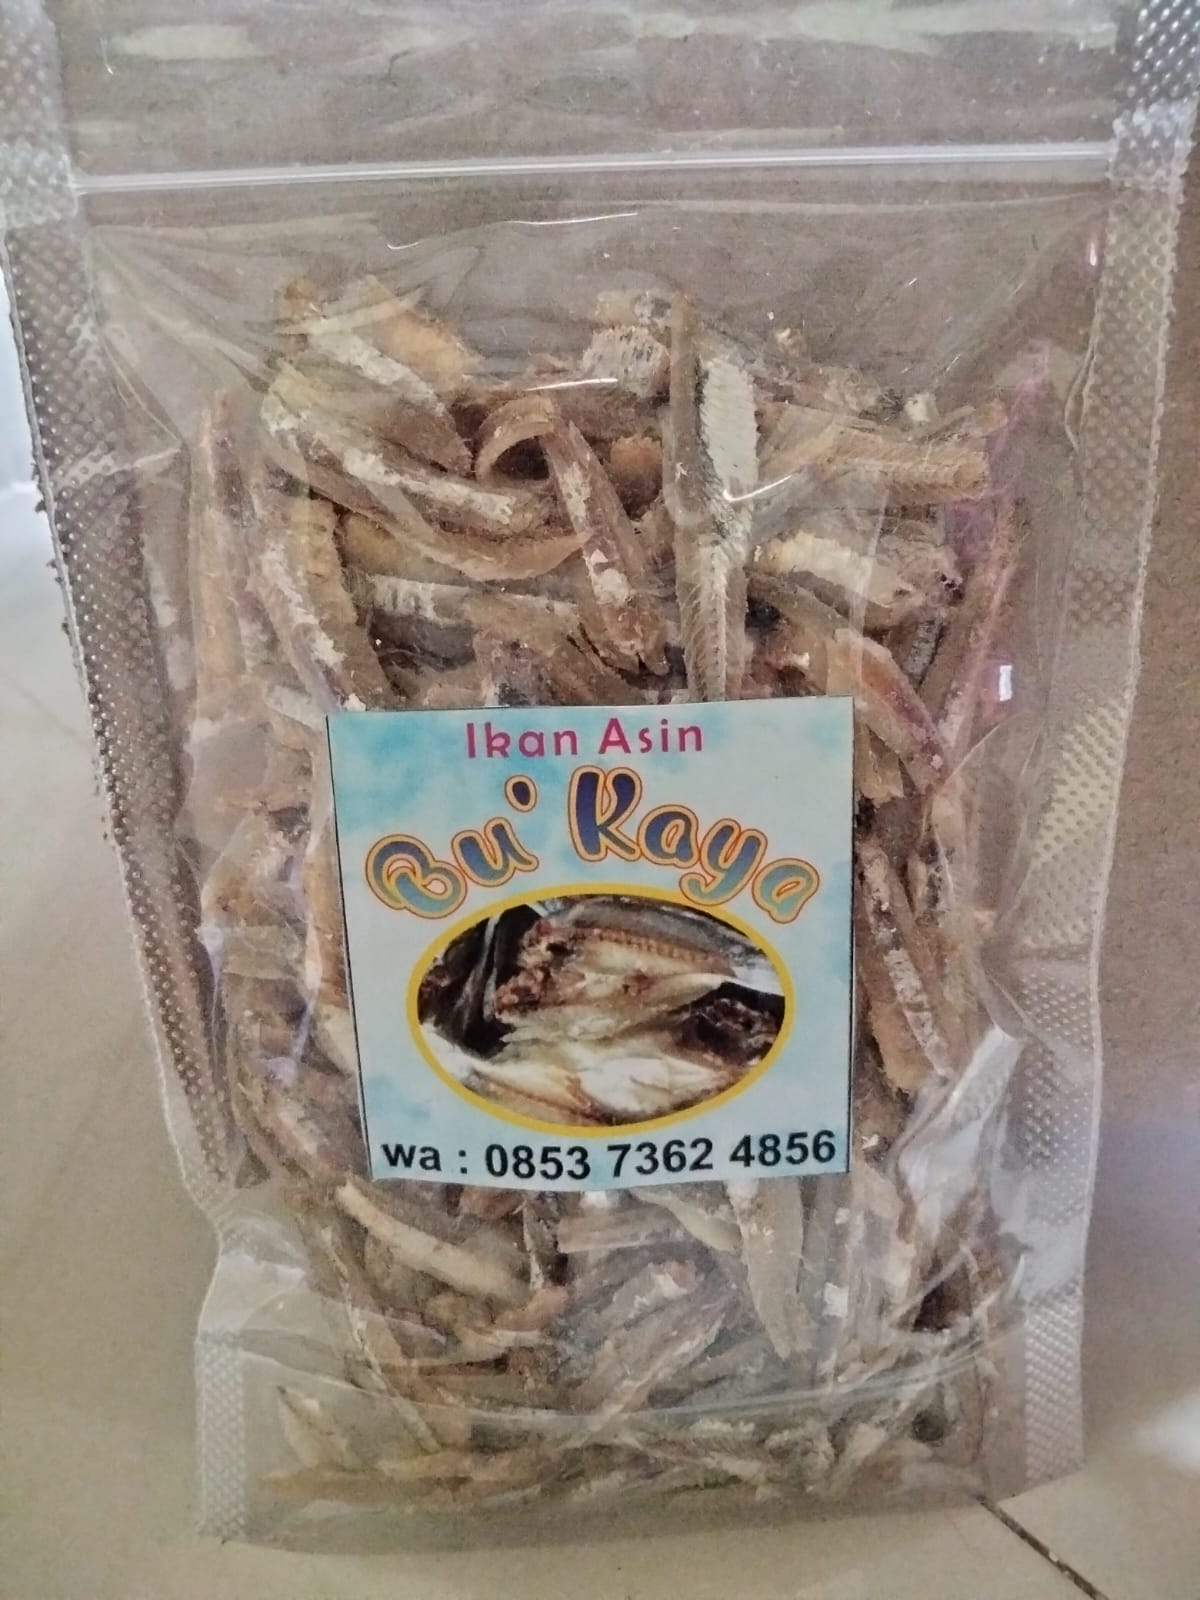 Ikan Asin
Bu' Kaya
wa : 0853 7362 4856